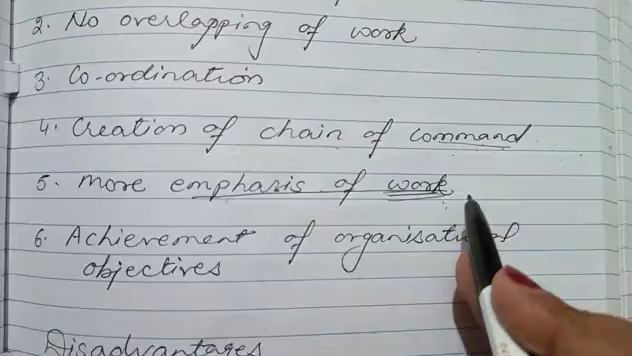 2. No overlapping of work
3. Co-ordination
4. Creation of chain of command.
5. More emphasis of work
6. Achievement of organisational
objectives
Disadvantages